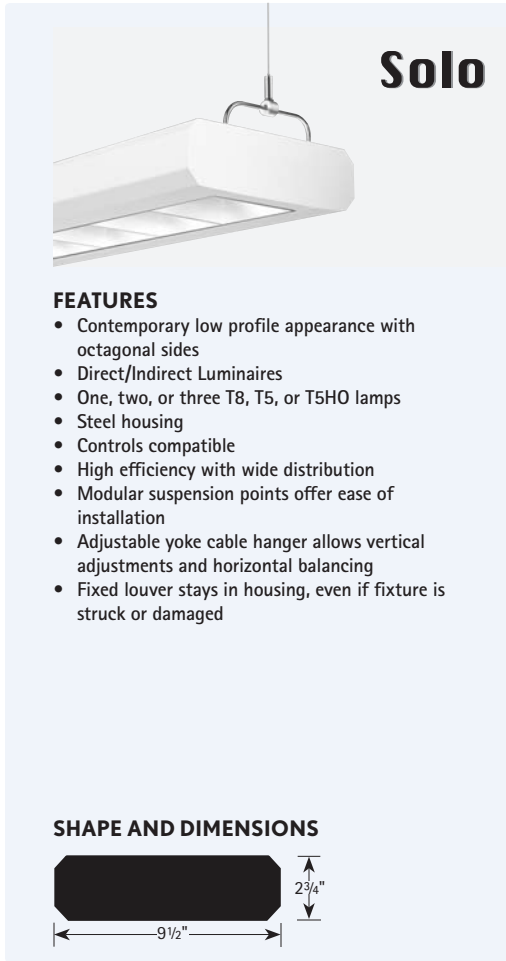 Solo
FEATURES
• Contemporary low profile appearance with
octagonal sides
• Direct/Indirect Luminaires
• One, two, or three T8, T5, or T5HO lamps
• Steel housing
• Controls compatible
• High efficiency with wide distribution
• Modular suspension points offer ease of
installation
• Adjustable yoke cable hanger allows vertical
adjustments and horizontal balancing
• Fixed louver stays in housing, even if fixture is
struck or damaged
SHAPE AND DIMENSIONS
2¾"
9½"